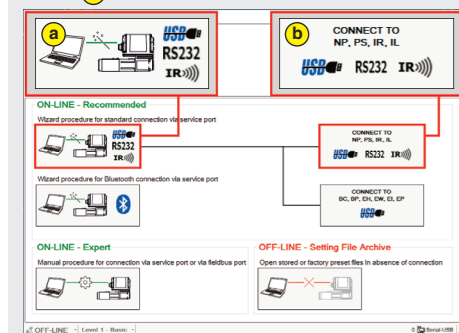 a
USB
RS232
IR
b
CONNECT TO
NP, PS, IR, IL
USB RS232 IR
ON-LINE - Recommended
Wizard procedure for standard connection via service port
USB
RS232
IR
CONNECT TO
NP, PS, IR, IL
USB RS232 IR
Wizard procedure for Bluetooth connection via service port
CONNECT TO
BC, BP, EH, EW, EI, EP
USB
ON-LINE - Expert
Manual procedure for connection via service port or via fieldbus port
OFF-LINE - Setting File Archive
Open stored or factory preset files in absence of connection
OFF-LINE - Level 1 - Basic -
0 Serial-USB